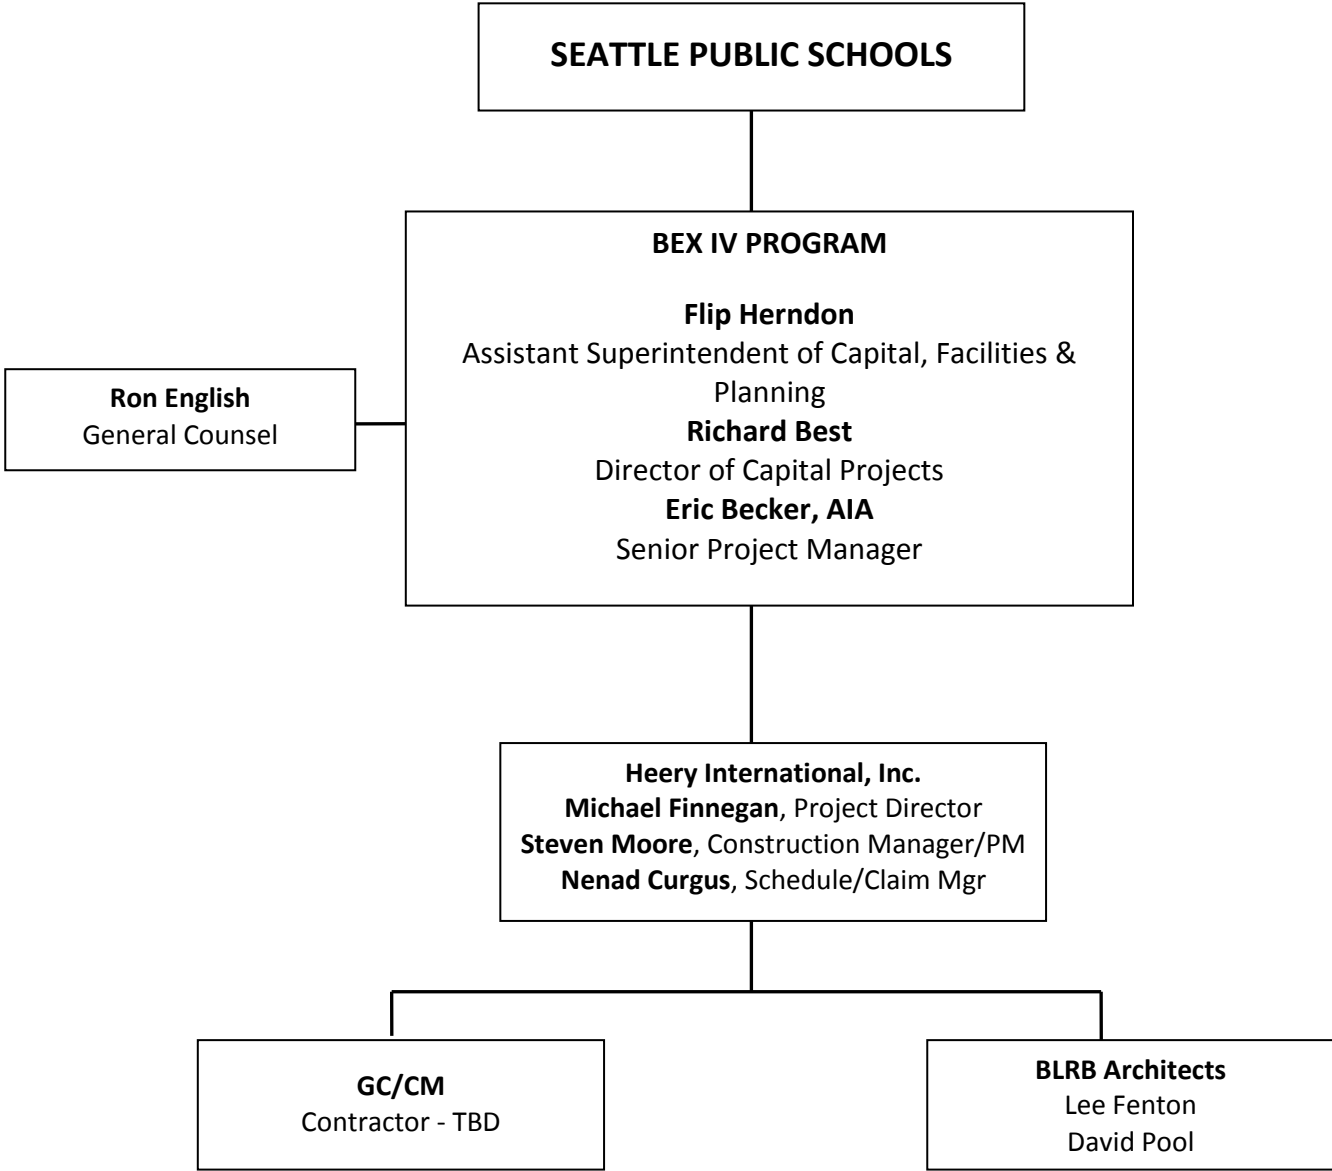 SEATTLE PUBLIC SCHOOLS
BEX IV PROGRAM
Flip Herndon
Assistant Superintendent of Capital, Facilities &
Planning
Richard Best
Director of Capital Projects
Eric Becker, AIA
Senior Project Manager
Ron English
General Counsel
Heery International, Inc.
Michael Finnegan, Project Director
Steven Moore, Construction Manager/PM
Nenad Curgus, Schedule/Claim Mgr
GC/CM
Contractor - TBD
BLRB Architects
Lee Fenton
David Pool